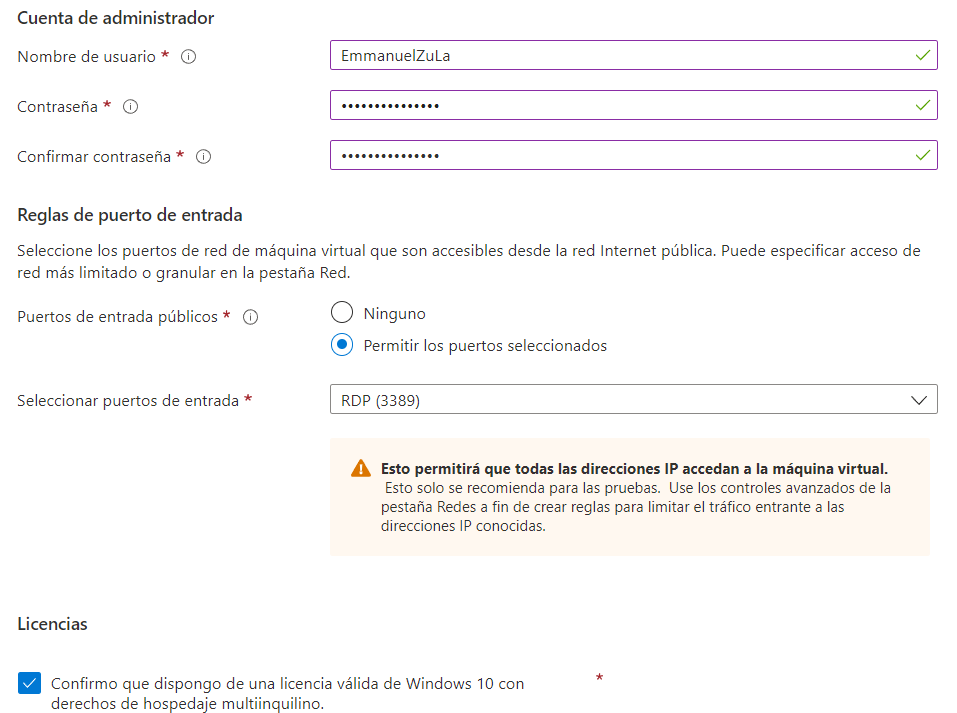 Cuenta de administrador
Nombre de usuario *
EmmanuelZuLa
Contraseña *
•••••••••••••••
Confirmar contraseña *
•••••••••••••••
Reglas de puerto de entrada
Seleccione los puertos de red de máquina virtual que son accesibles desde la red Internet pública. Puede especificar acceso de
red más limitado o granular en la pestaña Red.
Puertos de entrada públicos *
Ninguno
Permitir los puertos seleccionados
Seleccionar puertos de entrada *
RDP (3389)
Esto permitirá que todas las direcciones IP accedan a la máquina virtual.
Esto solo se recomienda para las pruebas. Use los controles avanzados de la
pestaña Redes a fin de crear reglas para limitar el tráfico entrante a las
direcciones IP conocidas.
Licencias
Confirmo que dispongo de una licencia válida de Windows 10 con *
derechos de hospedaje multiinquilino.